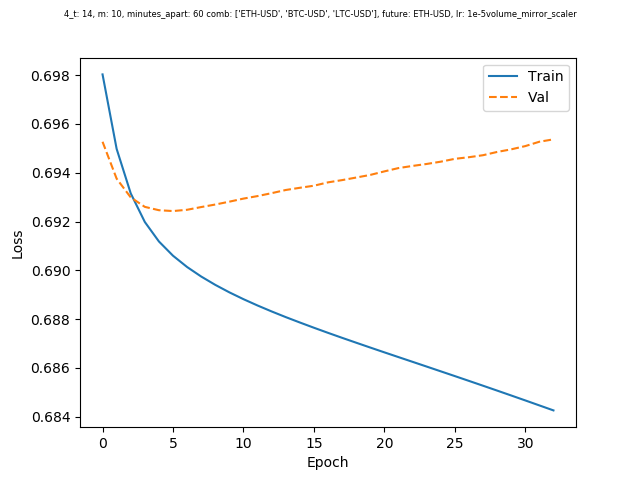 4_t: 14, m: 10, minutes_apart: 60 comb: ['ETH-USD', 'BTC-USD', 'LTC-USD'], future: ETH-USD, lr: 1e-5volume_mirror_scaler
Train
Val
0.698
0.696
0.694
0.692
0.690
0.688
0.686
0.684
Loss
0 5 10 15 20 25 30
Epoch